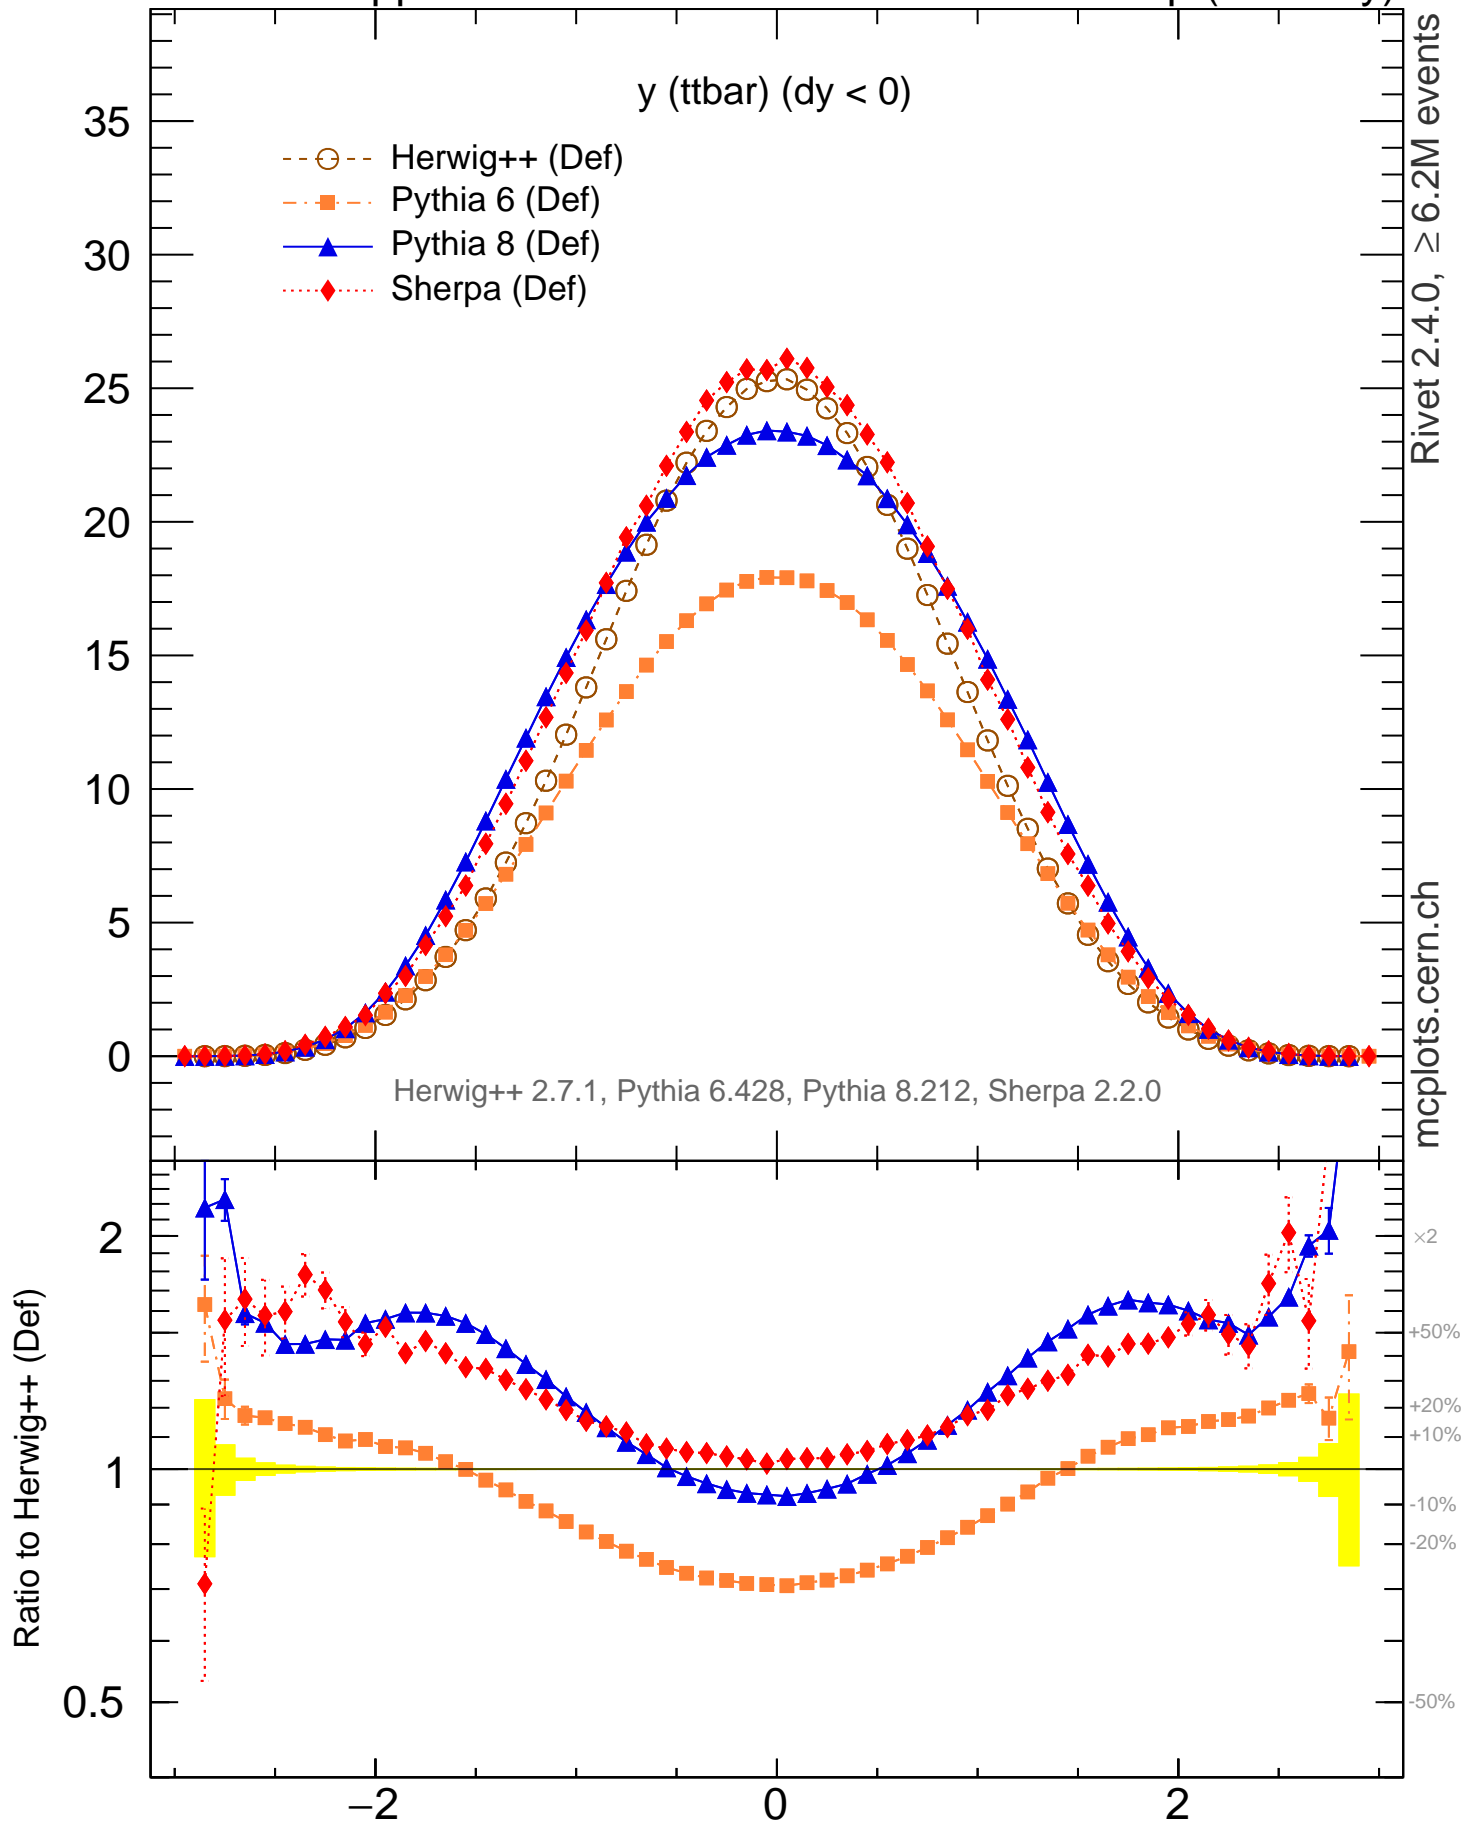 y (ttbar) (dy < 0)
Herwig++ (Def)
Pythia 6 (Def)
Pythia 8 (Def)
Sherpa (Def)
35
30
25
20
15
10
5
0
Herwig++ 2.7.1, Pythia 6.428, Pythia 8.212, Sherpa 2.2.0
Rivet 2.4.0, ≥ 6.2M events
mcplots.cern.ch
Ratio to Herwig++ (Def)
2
1
0.5
×2
+50%
+20%
+10%
-10%
-20%
-50%
−2
0
2